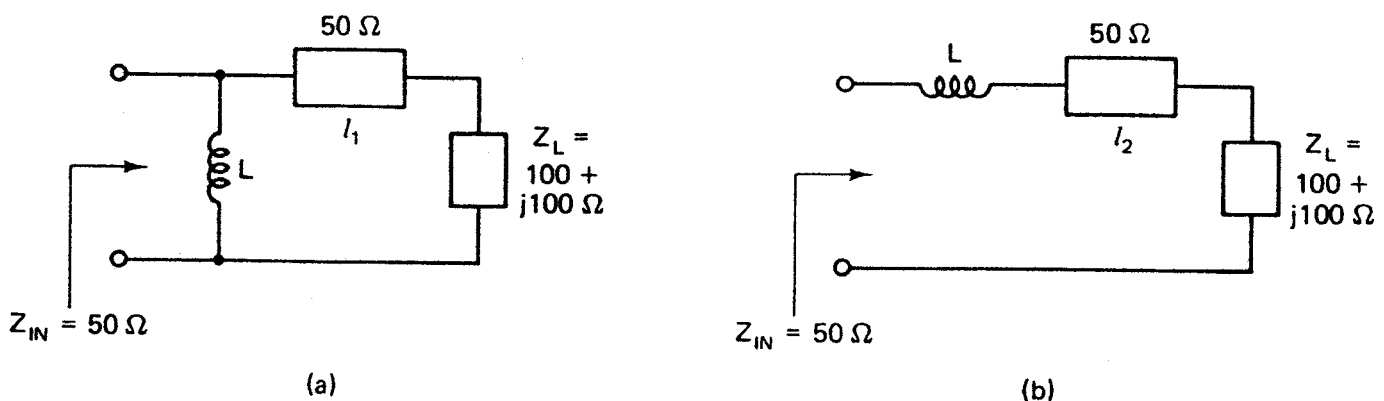 50 Ω
l₁
L
Z_L =
100 +
j100 Ω
Z_IN = 50 Ω
(a)
50 Ω
L
l₂
Z_L =
100 +
j100 Ω
Z_IN = 50 Ω
(b)